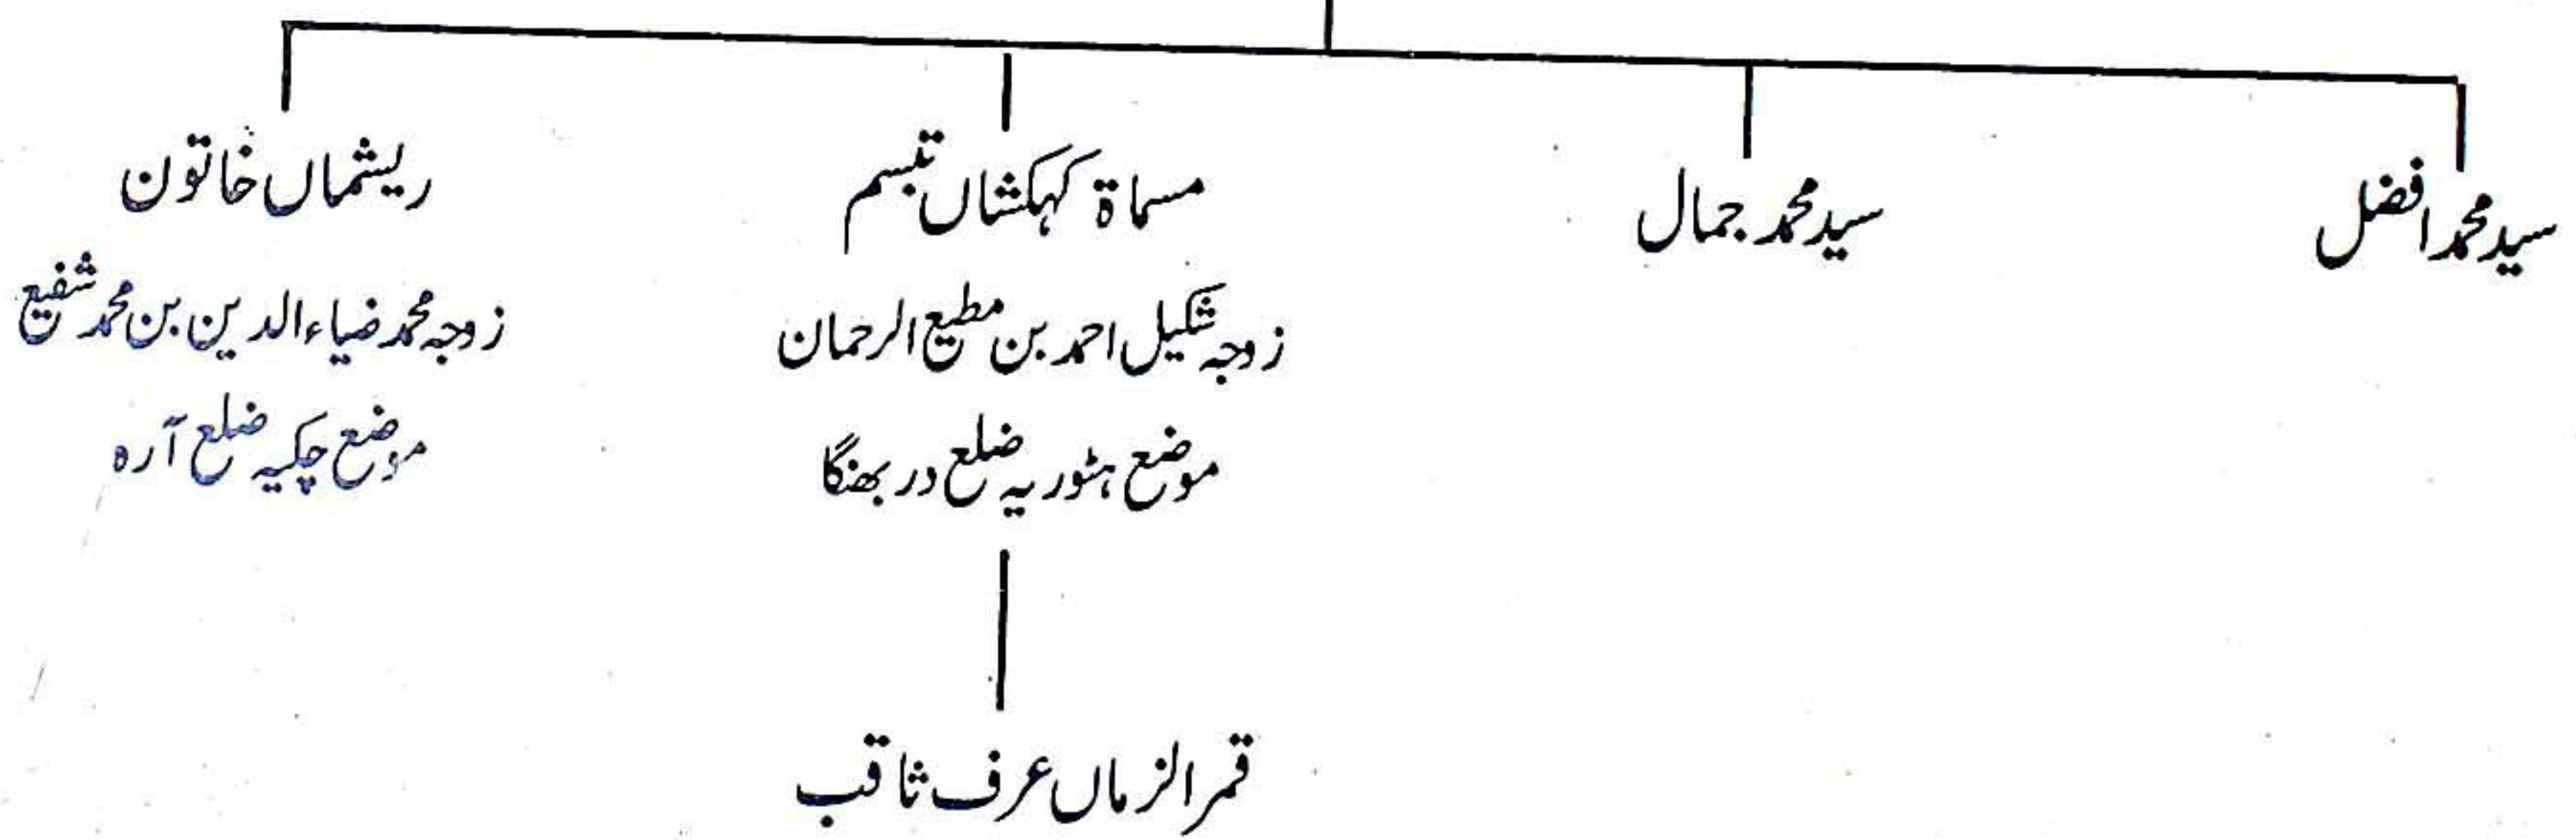 سید محمد افضل
سید محمد جمال
مسماۃ کہکشاں تبسم
زوجہ شکیل احمد بن مطیع الرحمان
موضع ہٹوریہ ضلع دربھنگا
قمر الزماں عرف ثاقب
ریشماں خاتون
زوجہ محمد ضیاء الدین بن محمد شفیع
موضع چکیہ ضلع آرہ